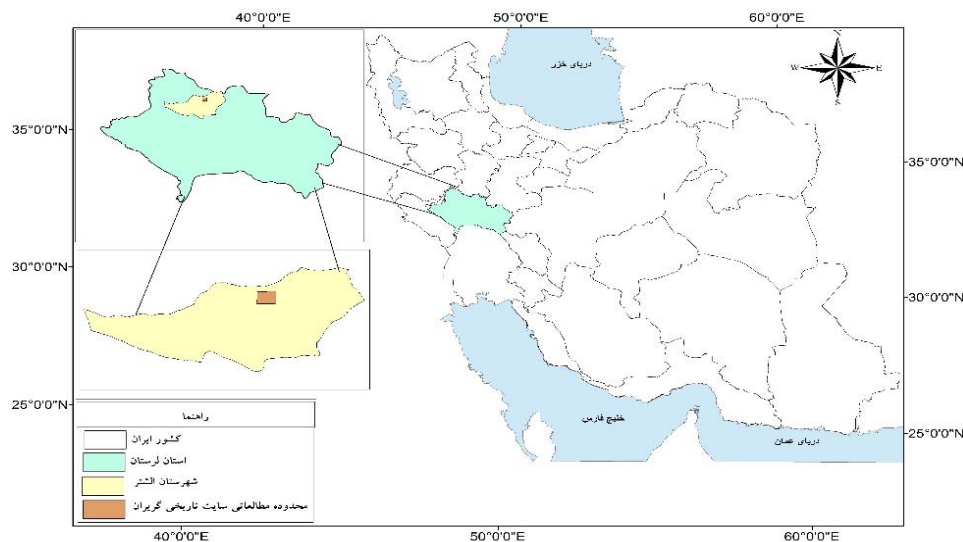 40°0'0"E 50°0'0"E 60°0'0"E
N
W E
S
دریای خزر
35°0'0"N 35°0'0"N
30°0'0"N 30°0'0"N
25°0'0"N 25°0'0"N
خلیج فارس
دریای عمان
راهنما
کشور ایران
استان لرستان
شهرستان الشتر
محدوده مطالعاتی سایت تاریخی گریران
40°0'0"E 50°0'0"E 60°0'0"E